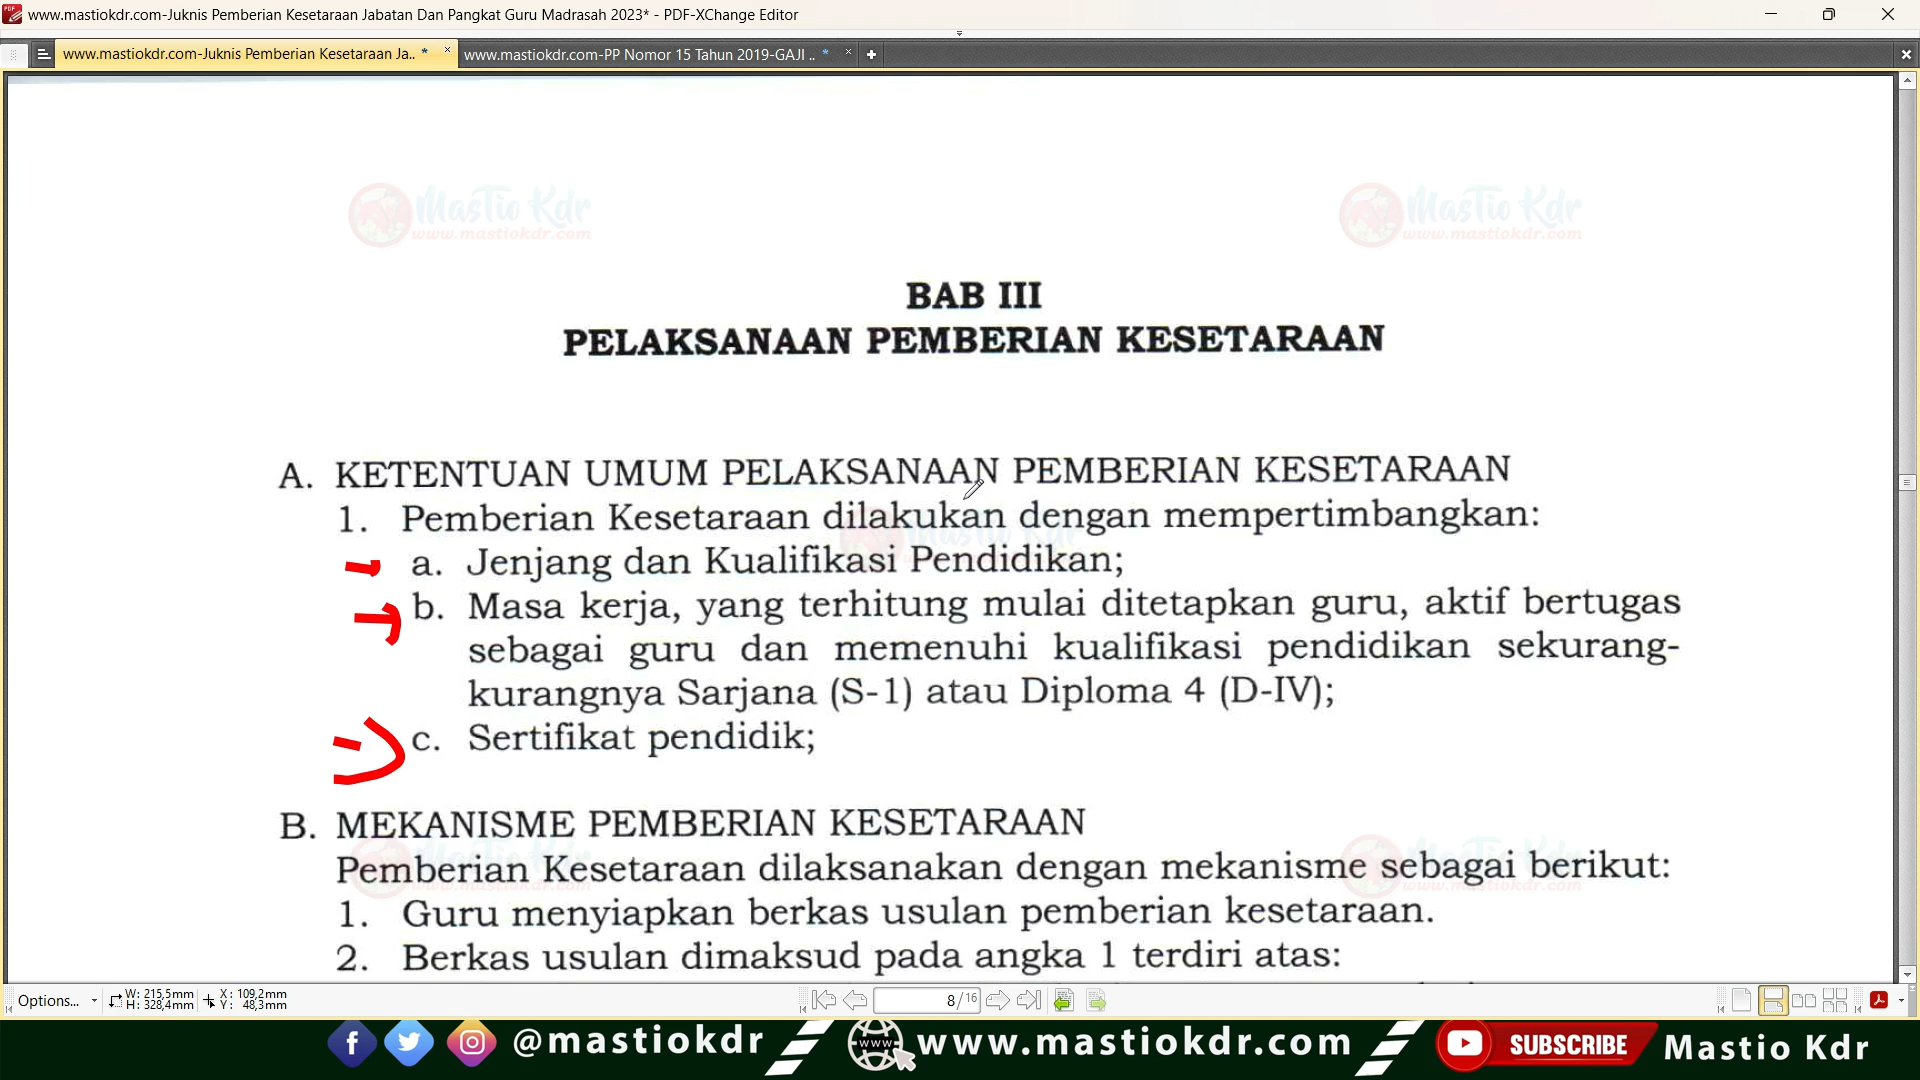 www.mastiokdr.com-Juknis Pemberian Kesetaraan Jabatan Dan Pangkat Guru Madrasah 2023* - PDF-XChange Editor
www.mastiokdr.com-Juknis Pemberian Kesetaraan Ja.. *
www.mastiokdr.com-PP Nomor 15 Tahun 2019-GAJI .. *
MasTio Kdr
www.mastiokdr.com
MasTio Kdr
www.mastiokdr.com
BAB III
PELAKSANAAN PEMBERIAN KESETARAAN
A. KETENTUAN UMUM PELAKSANAAN PEMBERIAN KESETARAAN
1. Pemberian Kesetaraan dilakukan dengan mempertimbangkan:
a. Jenjang dan Kualifikasi Pendidikan;
b. Masa kerja, yang terhitung mulai ditetapkan guru, aktif bertugas
sebagai guru dan memenuhi kualifikasi pendidikan sekurang-
kurangnya Sarjana (S-1) atau Diploma 4 (D-IV);
c. Sertifikat pendidik;
B. MEKANISME PEMBERIAN KESETARAAN
Pemberian Kesetaraan dilaksanakan dengan mekanisme sebagai berikut:
1. Guru menyiapkan berkas usulan pemberian kesetaraan.
2. Berkas usulan dimaksud pada angka 1 terdiri atas:
Options...
W: 215,5mm
H: 328,4mm
X: 109,2mm
Y: 48,3mm
8/16
@mastiokdr
www
www.mastiokdr.com
SUBSCRIBE
Mastio Kdr